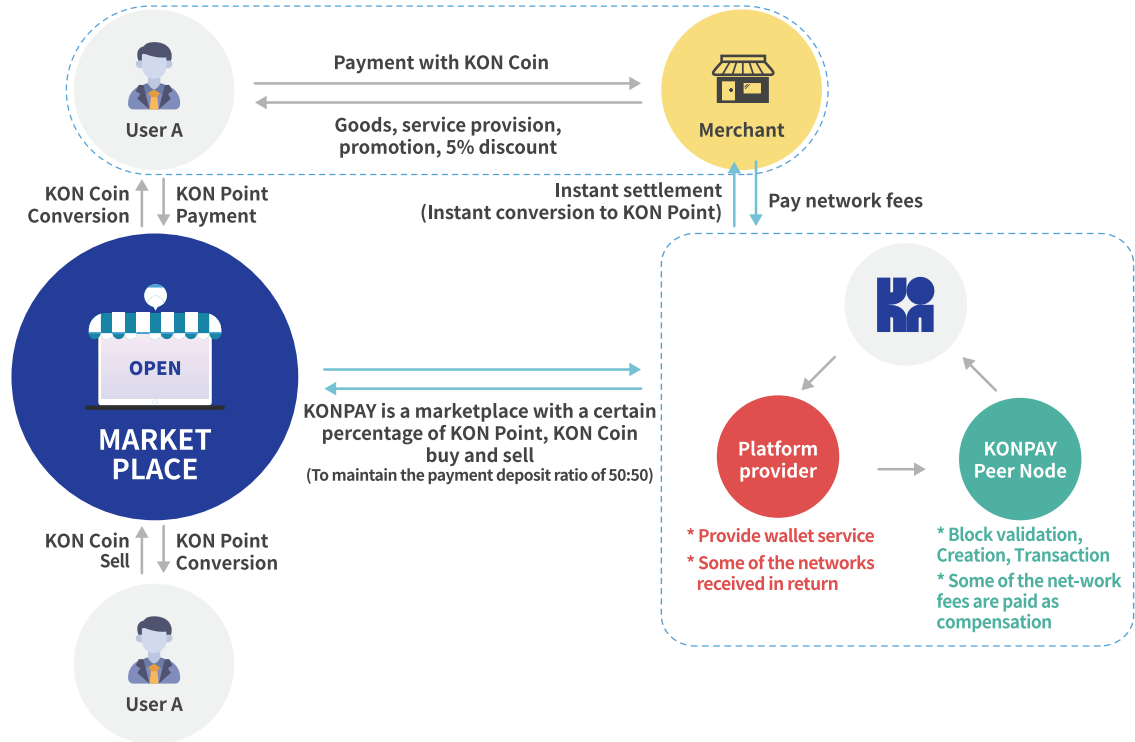 User A
Payment with KON Coin
Goods, service provision,
promotion, 5% discount
Merchant
KON Coin
Conversion
KON Point
Payment
Instant settlement
(Instant conversion to KON Point)
Pay network fees
OPEN
MARKET
PLACE
KONPAY is a marketplace with a certain
percentage of KON Point, KON Coin
buy and sell
(To maintain the payment deposit ratio of 50:50)
Platform
provider
* Provide wallet service
* Some of the networks
received in return
KONPAY
Peer Node
* Block validation,
Creation, Transaction
* Some of the net-work
fees are paid as
compensation
KON Coin
Sell
KON Point
Conversion
User A